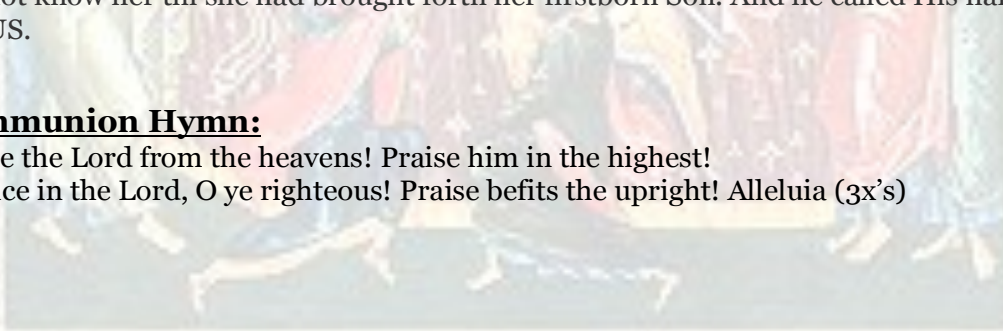 not know her till she had brought forth her firstborn Son. And he called His
US.
mmunion Hymn:
e the Lord from the heavens! Praise him in the highest!
ice in the Lord, O ye righteous! Praise befits the upright! Alleluia (3x’s)